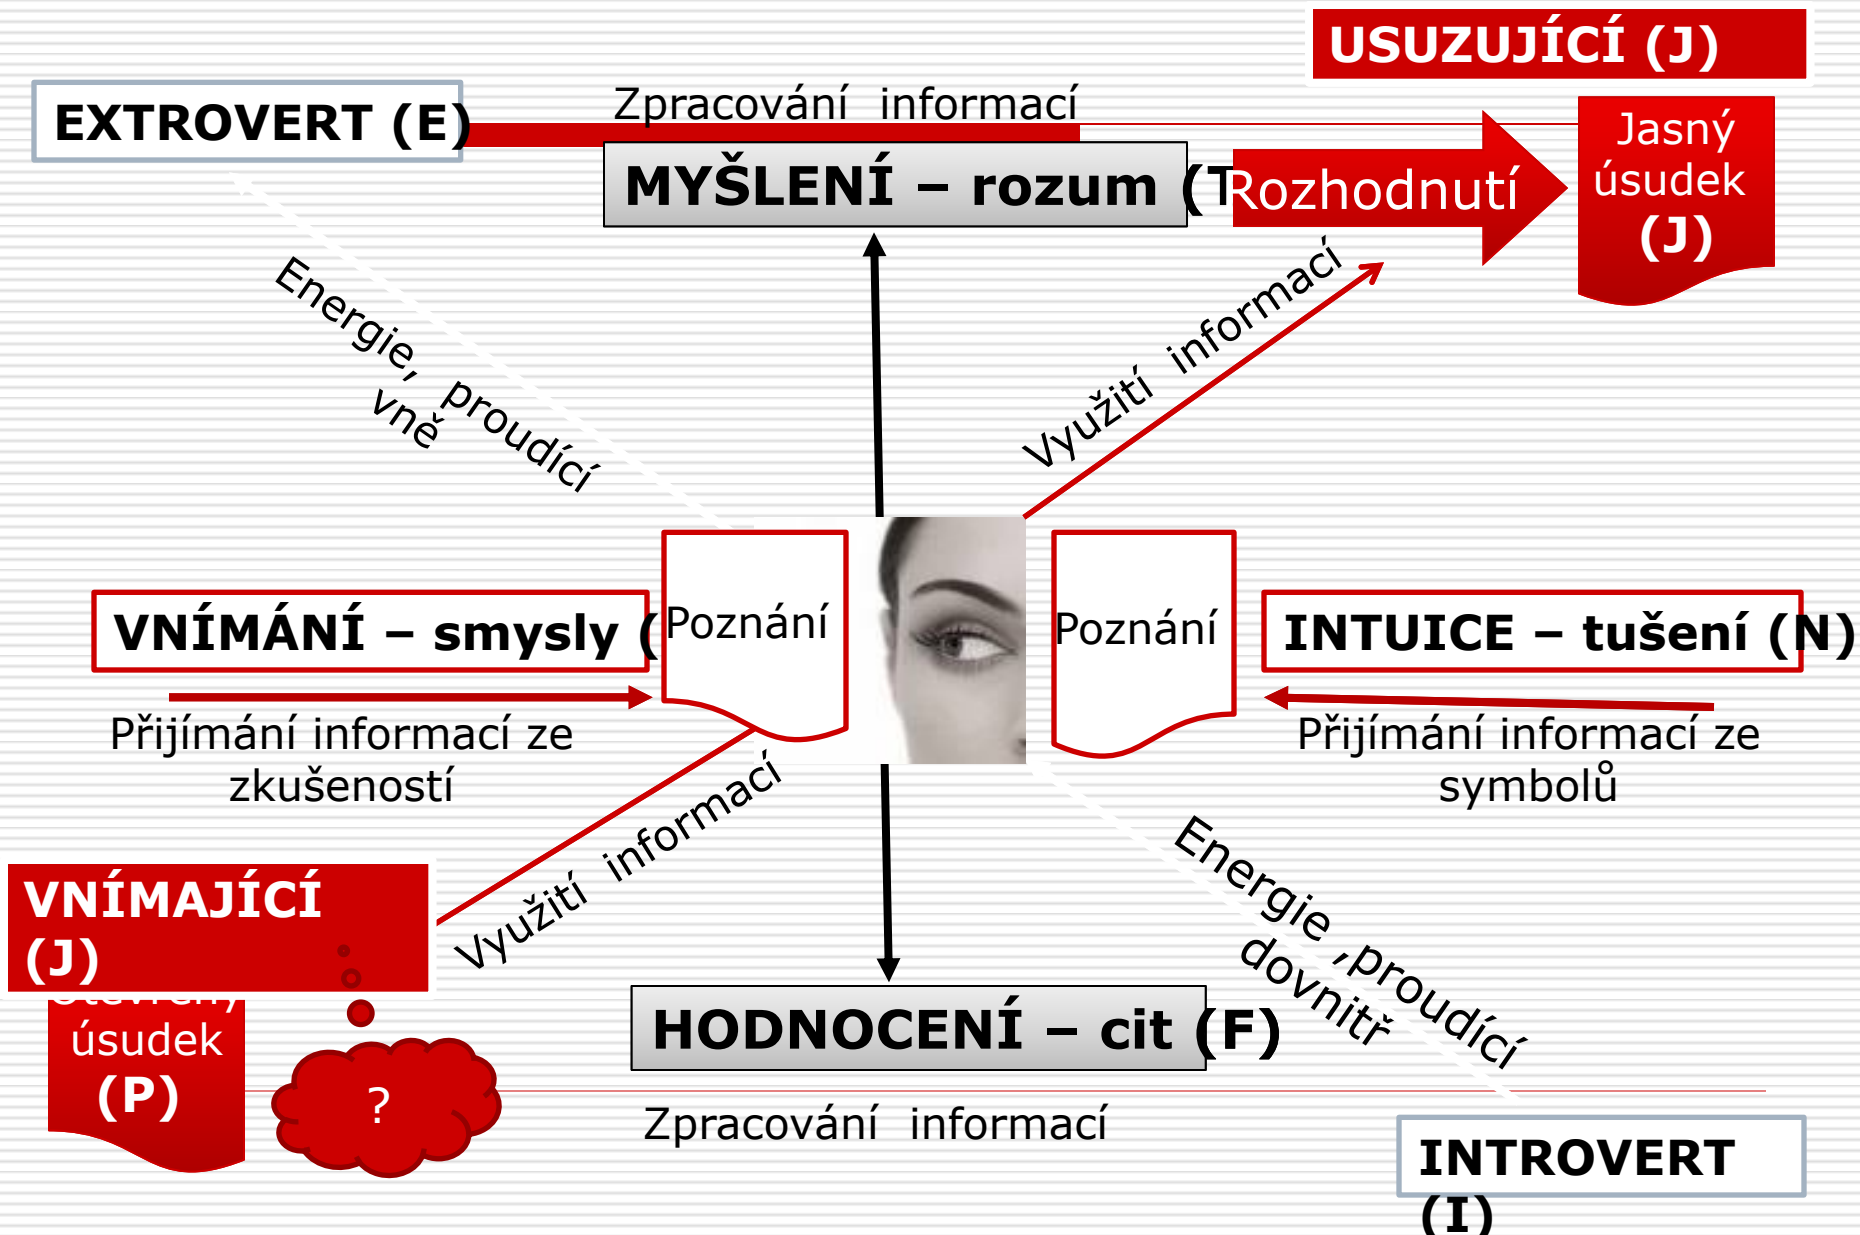 USUZUJÍCÍ (J)
EXTROVERT (E)
Zpracování informací
MYŠLENÍ – rozum (T
Rozhodnutí
Jasný
úsudek
(J)
Energie, proudící
vně
Využití informací
VNÍMÁNÍ – smysly (
Poznání
Poznání
INTUICE – tušení (N)
Přijímání informací ze
zkušeností
Přijímání informací ze
symbolů
Využití informací
Energie ,proudící
dovnitř
VNÍMAJÍCÍ
(J)
úsudek
(P)
?
HODNOCENÍ – cit (F)
Zpracování informací
INTROVERT
(I)